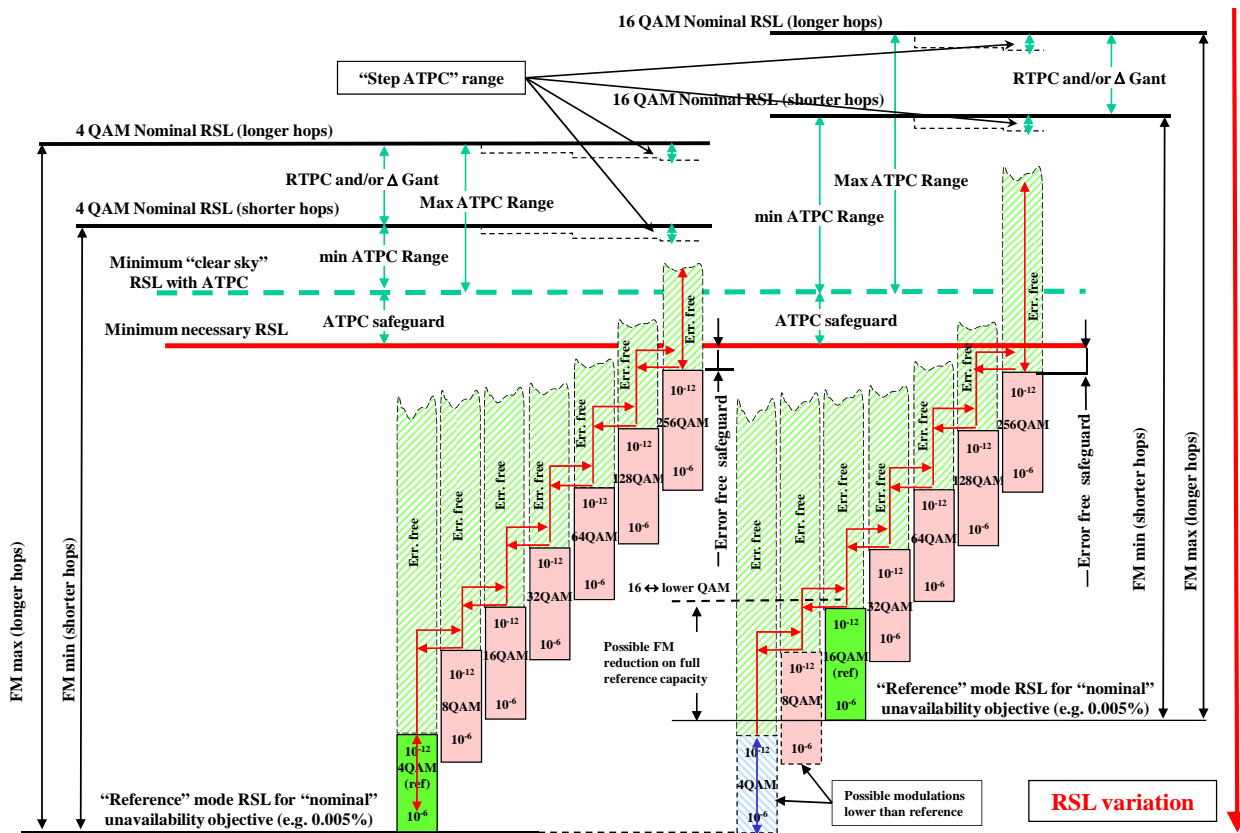 16 QAM Nominal RSL (longer hops)
“Step ATPC” range
RTPC and/or Δ Gant
16 QAM Nominal RSL (shorter hops)
4 QAM Nominal RSL (longer hops)
RTPC and/or Δ Gant
Max ATPC Range
Max ATPC Range
4 QAM Nominal RSL (shorter hops)
min ATPC Range
min ATPC Range
Minimum “clear sky”
RSL with ATPC
ATPC safeguard
ATPC safeguard
Minimum necessary RSL
FM max (longer hops)
FM min (shorter hops)
Err. free
Err. free
Err. free
Err. free
Err. free
Err. free
Err. free
10-12
256QAM
10-6
10-12
128QAM
10-6
10-12
64QAM
10-6
10-12
32QAM
10-6
10-12
16QAM
10-6
10-12
8QAM
10-6
10-12
4QAM
(ref)
10-6
Error free safeguard
“Reference” mode RSL for “nominal”
unavailability objective (e.g. 0.005%)
16 ↔ lower QAM
Possible FM
reduction on full
reference capacity
Err. free
Err. free
Err. free
Err. free
Err. free
Err. free
Err. free
10-12
256QAM
10-6
10-12
128QAM
10-6
10-12
64QAM
10-6
10-12
32QAM
10-6
10-12
16QAM
(ref)
10-6
10-12
8QAM
10-6
10-12
4QAM
10-6
Error free safeguard
FM min (shorter hops)
FM max (longer hops)
“Reference” mode RSL for “nominal”
unavailability objective (e.g. 0.005%)
Possible modulations
lower than reference
RSL variation